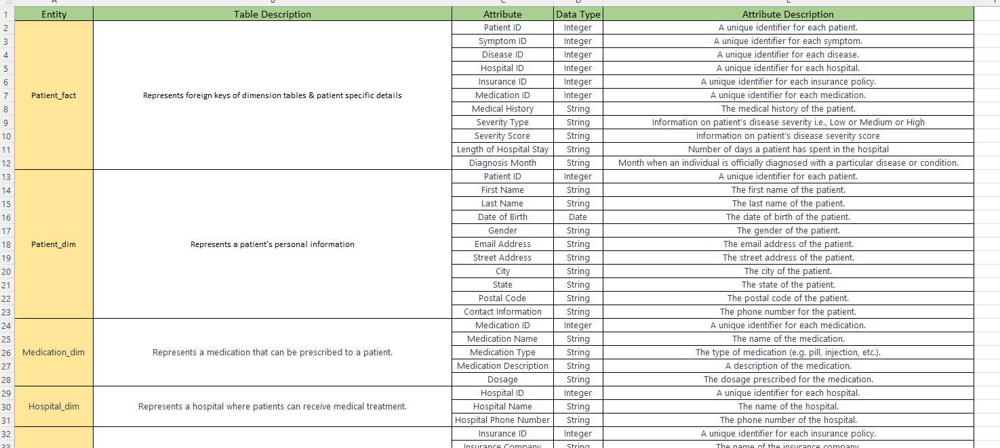 A B C D E
1 Entity Table Description Attribute Data Type Attribute Description
2 Patient ID Integer A unique identifier for each patient.
3 Symptom ID Integer A unique identifier for each symptom.
4 Disease ID Integer A unique identifier for each disease.
5 Hospital ID Integer A unique identifier for each hospital.
6 Insurance ID Integer A unique identifier for each insurance policy.
7 Patient_fact Represents foreign keys of dimension tables & patient specific details Medication ID Integer A unique identifier for each medication.
8 Medical History String The medical history of the patient.
9 Severity Type String Information on patient's disease severity i.e., Low or Medium or High
10 Severity Score String Information on patient's disease severity score
11 Length of Hospital Stay String Number of days a patient has spent in the hospital
12 Diagnosis Month String Month when an individual is officially diagnosed with a particular disease or condition.
13 Patient ID Integer A unique identifier for each patient.
14 First Name String The first name of the patient.
15 Last Name String The last name of the patient.
16 Date of Birth Date The date of birth of the patient.
17 Gender String The gender of the patient.
18 Patient_dim Represents a patient's personal information Email Address String The email address of the patient.
19 Street Address String The street address of the patient.
20 City String The city of the patient.
21 State String The state of the patient.
22 Postal Code String The postal code of the patient.
23 Contact Information String The phone number for the patient.
24 Medication ID Integer A unique identifier for each medication.
25 Medication Name String The name of the medication.
26 Medication_dim Represents a medication that can be prescribed to a patient. Medication Type String The type of medication (e.g. pill, injection, etc.).
27 Medication Description String A description of the medication.
28 Dosage String The dosage prescribed for the medication.
29 Hospital ID Integer A unique identifier for each hospital.
30 Hospital_dim Represents a hospital where patients can receive medical treatment. Hospital Name String The name of the hospital.
31 Hospital Phone Number String The phone number of the hospital.
32 Insurance ID Integer A unique identifier for each insurance policy.
33 Insurance Company String The name of the insurance company.